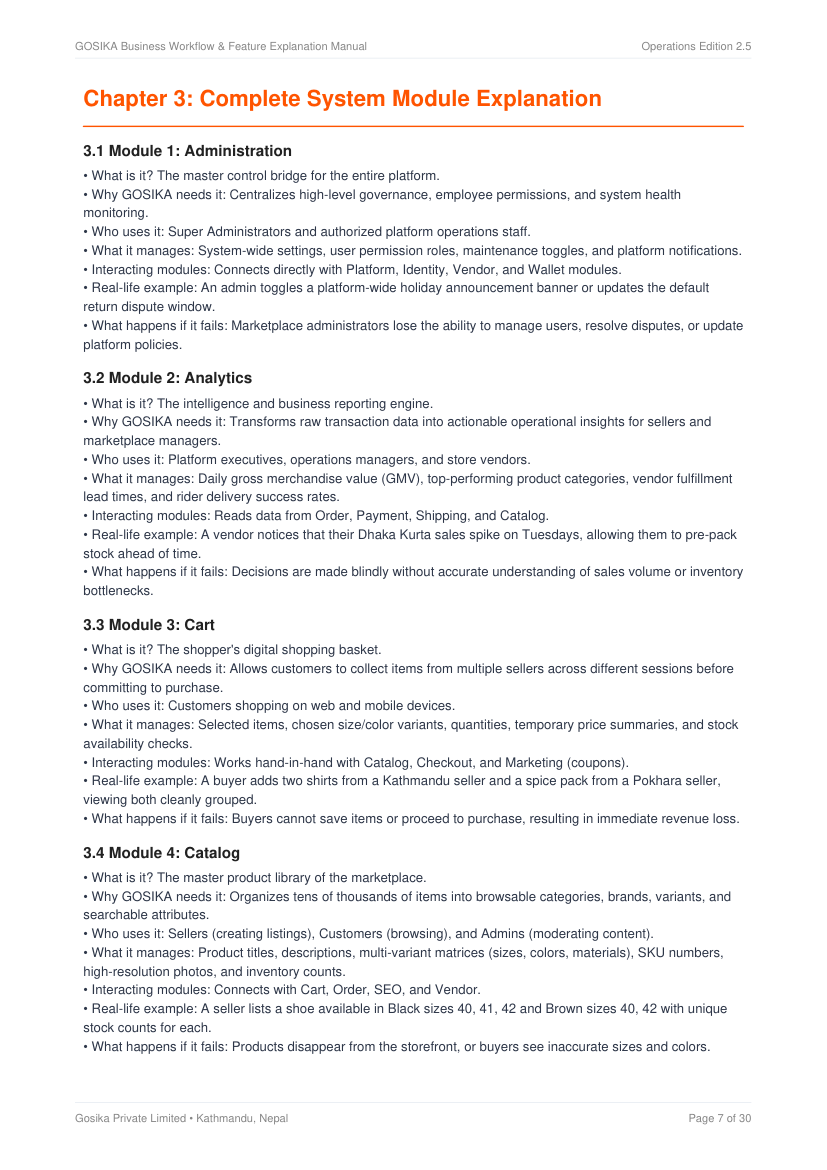 GOSIKA Business Workflow & Feature Explanation Manual
Operations Edition 2.5
Chapter 3: Complete System Module Explanation
3.1 Module 1: Administration
• What is it? The master control bridge for the entire platform.
• Why GOSIKA needs it: Centralizes high-level governance, employee permissions, and system health
monitoring.
• Who uses it: Super Administrators and authorized platform operations staff.
• What it manages: System-wide settings, user permission roles, maintenance toggles, and platform notifications.
• Interacting modules: Connects directly with Platform, Identity, Vendor, and Wallet modules.
• Real-life example: An admin toggles a platform-wide holiday announcement banner or updates the default
return dispute window.
• What happens if it fails: Marketplace administrators lose the ability to manage users, resolve disputes, or update
platform policies.
3.2 Module 2: Analytics
• What is it? The intelligence and business reporting engine.
• Why GOSIKA needs it: Transforms raw transaction data into actionable operational insights for sellers and
marketplace managers.
• Who uses it: Platform executives, operations managers, and store vendors.
• What it manages: Daily gross merchandise value (GMV), top-performing product categories, vendor fulfillment
lead times, and rider delivery success rates.
• Interacting modules: Reads data from Order, Payment, Shipping, and Catalog.
• Real-life example: A vendor notices that their Dhaka Kurta sales spike on Tuesdays, allowing them to pre-pack
stock ahead of time.
• What happens if it fails: Decisions are made blindly without accurate understanding of sales volume or inventory
bottlenecks.
3.3 Module 3: Cart
• What is it? The shopper's digital shopping basket.
• Why GOSIKA needs it: Allows customers to collect items from multiple sellers across different sessions before
committing to purchase.
• Who uses it: Customers shopping on web and mobile devices.
• What it manages: Selected items, chosen size/color variants, quantities, temporary price summaries, and stock
availability checks.
• Interacting modules: Works hand-in-hand with Catalog, Checkout, and Marketing (coupons).
• Real-life example: A buyer adds two shirts from a Kathmandu seller and a spice pack from a Pokhara seller,
viewing both cleanly grouped.
• What happens if it fails: Buyers cannot save items or proceed to purchase, resulting in immediate revenue loss.
3.4 Module 4: Catalog
• What is it? The master product library of the marketplace.
• Why GOSIKA needs it: Organizes tens of thousands of items into browsable categories, brands, variants, and
searchable attributes.
• Who uses it: Sellers (creating listings), Customers (browsing), and Admins (moderating content).
• What it manages: Product titles, descriptions, multi-variant matrices (sizes, colors, materials), SKU numbers,
high-resolution photos, and inventory counts.
• Interacting modules: Connects with Cart, Order, SEO, and Vendor.
• Real-life example: A seller lists a shoe available in Black sizes 40, 41, 42 and Brown sizes 40, 42 with unique
stock counts for each.
• What happens if it fails: Products disappear from the storefront, or buyers see inaccurate sizes and colors.
Gosika Private Limited • Kathmandu, Nepal
Page 7 of 30